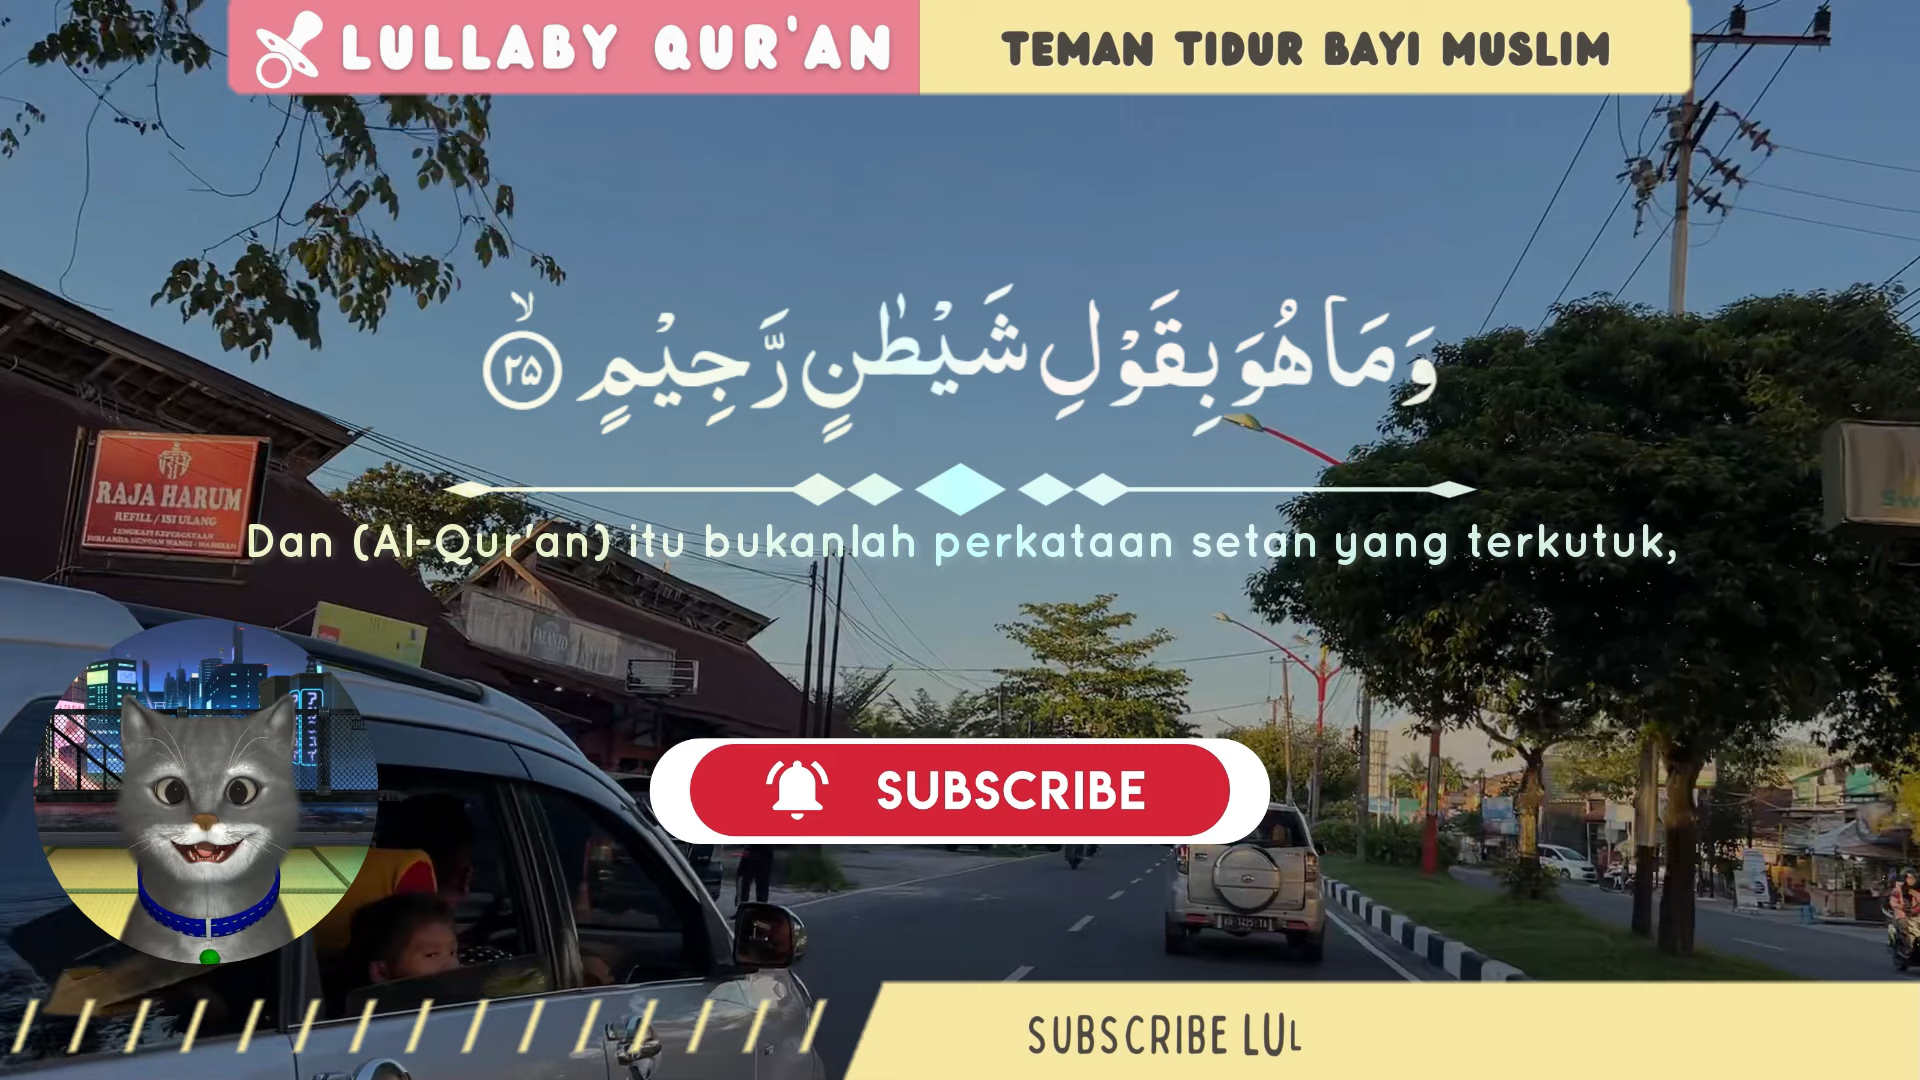 LULLABY QUR'AN
TEMAN TIDUR BAYI MUSLIM
وَمَا هُوَ بِقَوْلِ شَيْطٰنٍ رَّجِيْمٍ ۙ ٢٥
Dan (Al-Qur'an) itu bukanlah perkataan setan yang terkutuk,
RAJA HARUM
REFILL / ISI ULANG
FALANZO
SUBSCRIBE
SUBSCRIBE LUL